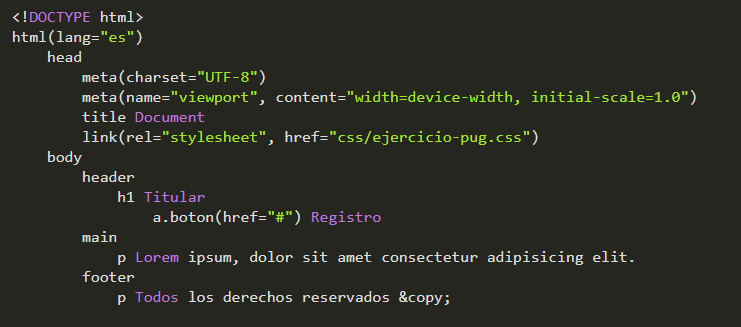 <!DOCTYPE html>
html(lang="es")
    head
        meta(charset="UTF-8")
        meta(name="viewport", content="width=device-width, initial-scale=1.0")
        title Document
        link(rel="stylesheet", href="css/ejercicio-pug.css")
    body
        header
            h1 Titular
                a.boton(href="#") Registro
        main
            p Lorem ipsum, dolor sit amet consectetur adipisicing elit.
        footer
            p Todos los derechos reservados &copy;